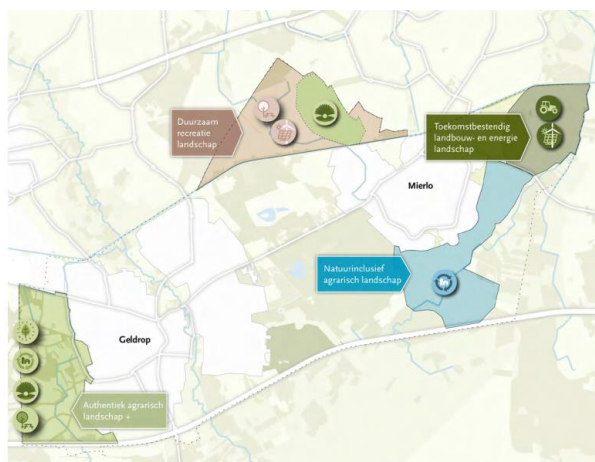 Duurzaam
recreatie
landschap
Toekomstbestendig
landbouw- en energie
landschap
Mierlo
Natuurinclusief
agrarisch landschap
Geldrop
Authentiek agrarisch
landschap +